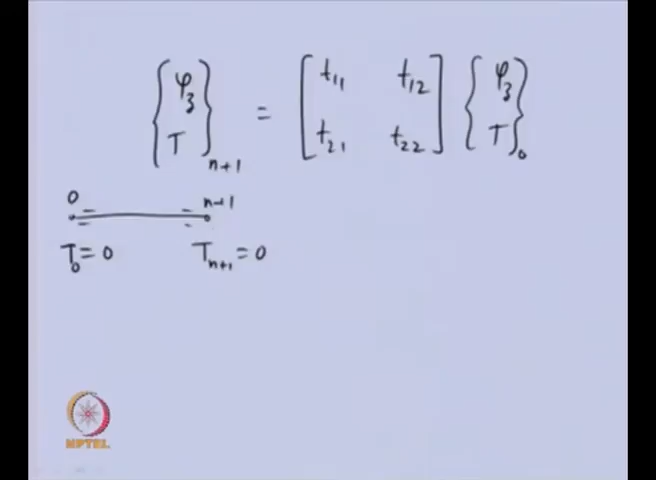 {φ₃ T}ₙ₊₁ = [t₁₁ t₁₂ t₂₁ t₂₂] {φ₃ T}₀
0 n+1
T₀ = 0 Tₙ₊₁ = 0
NPTEL